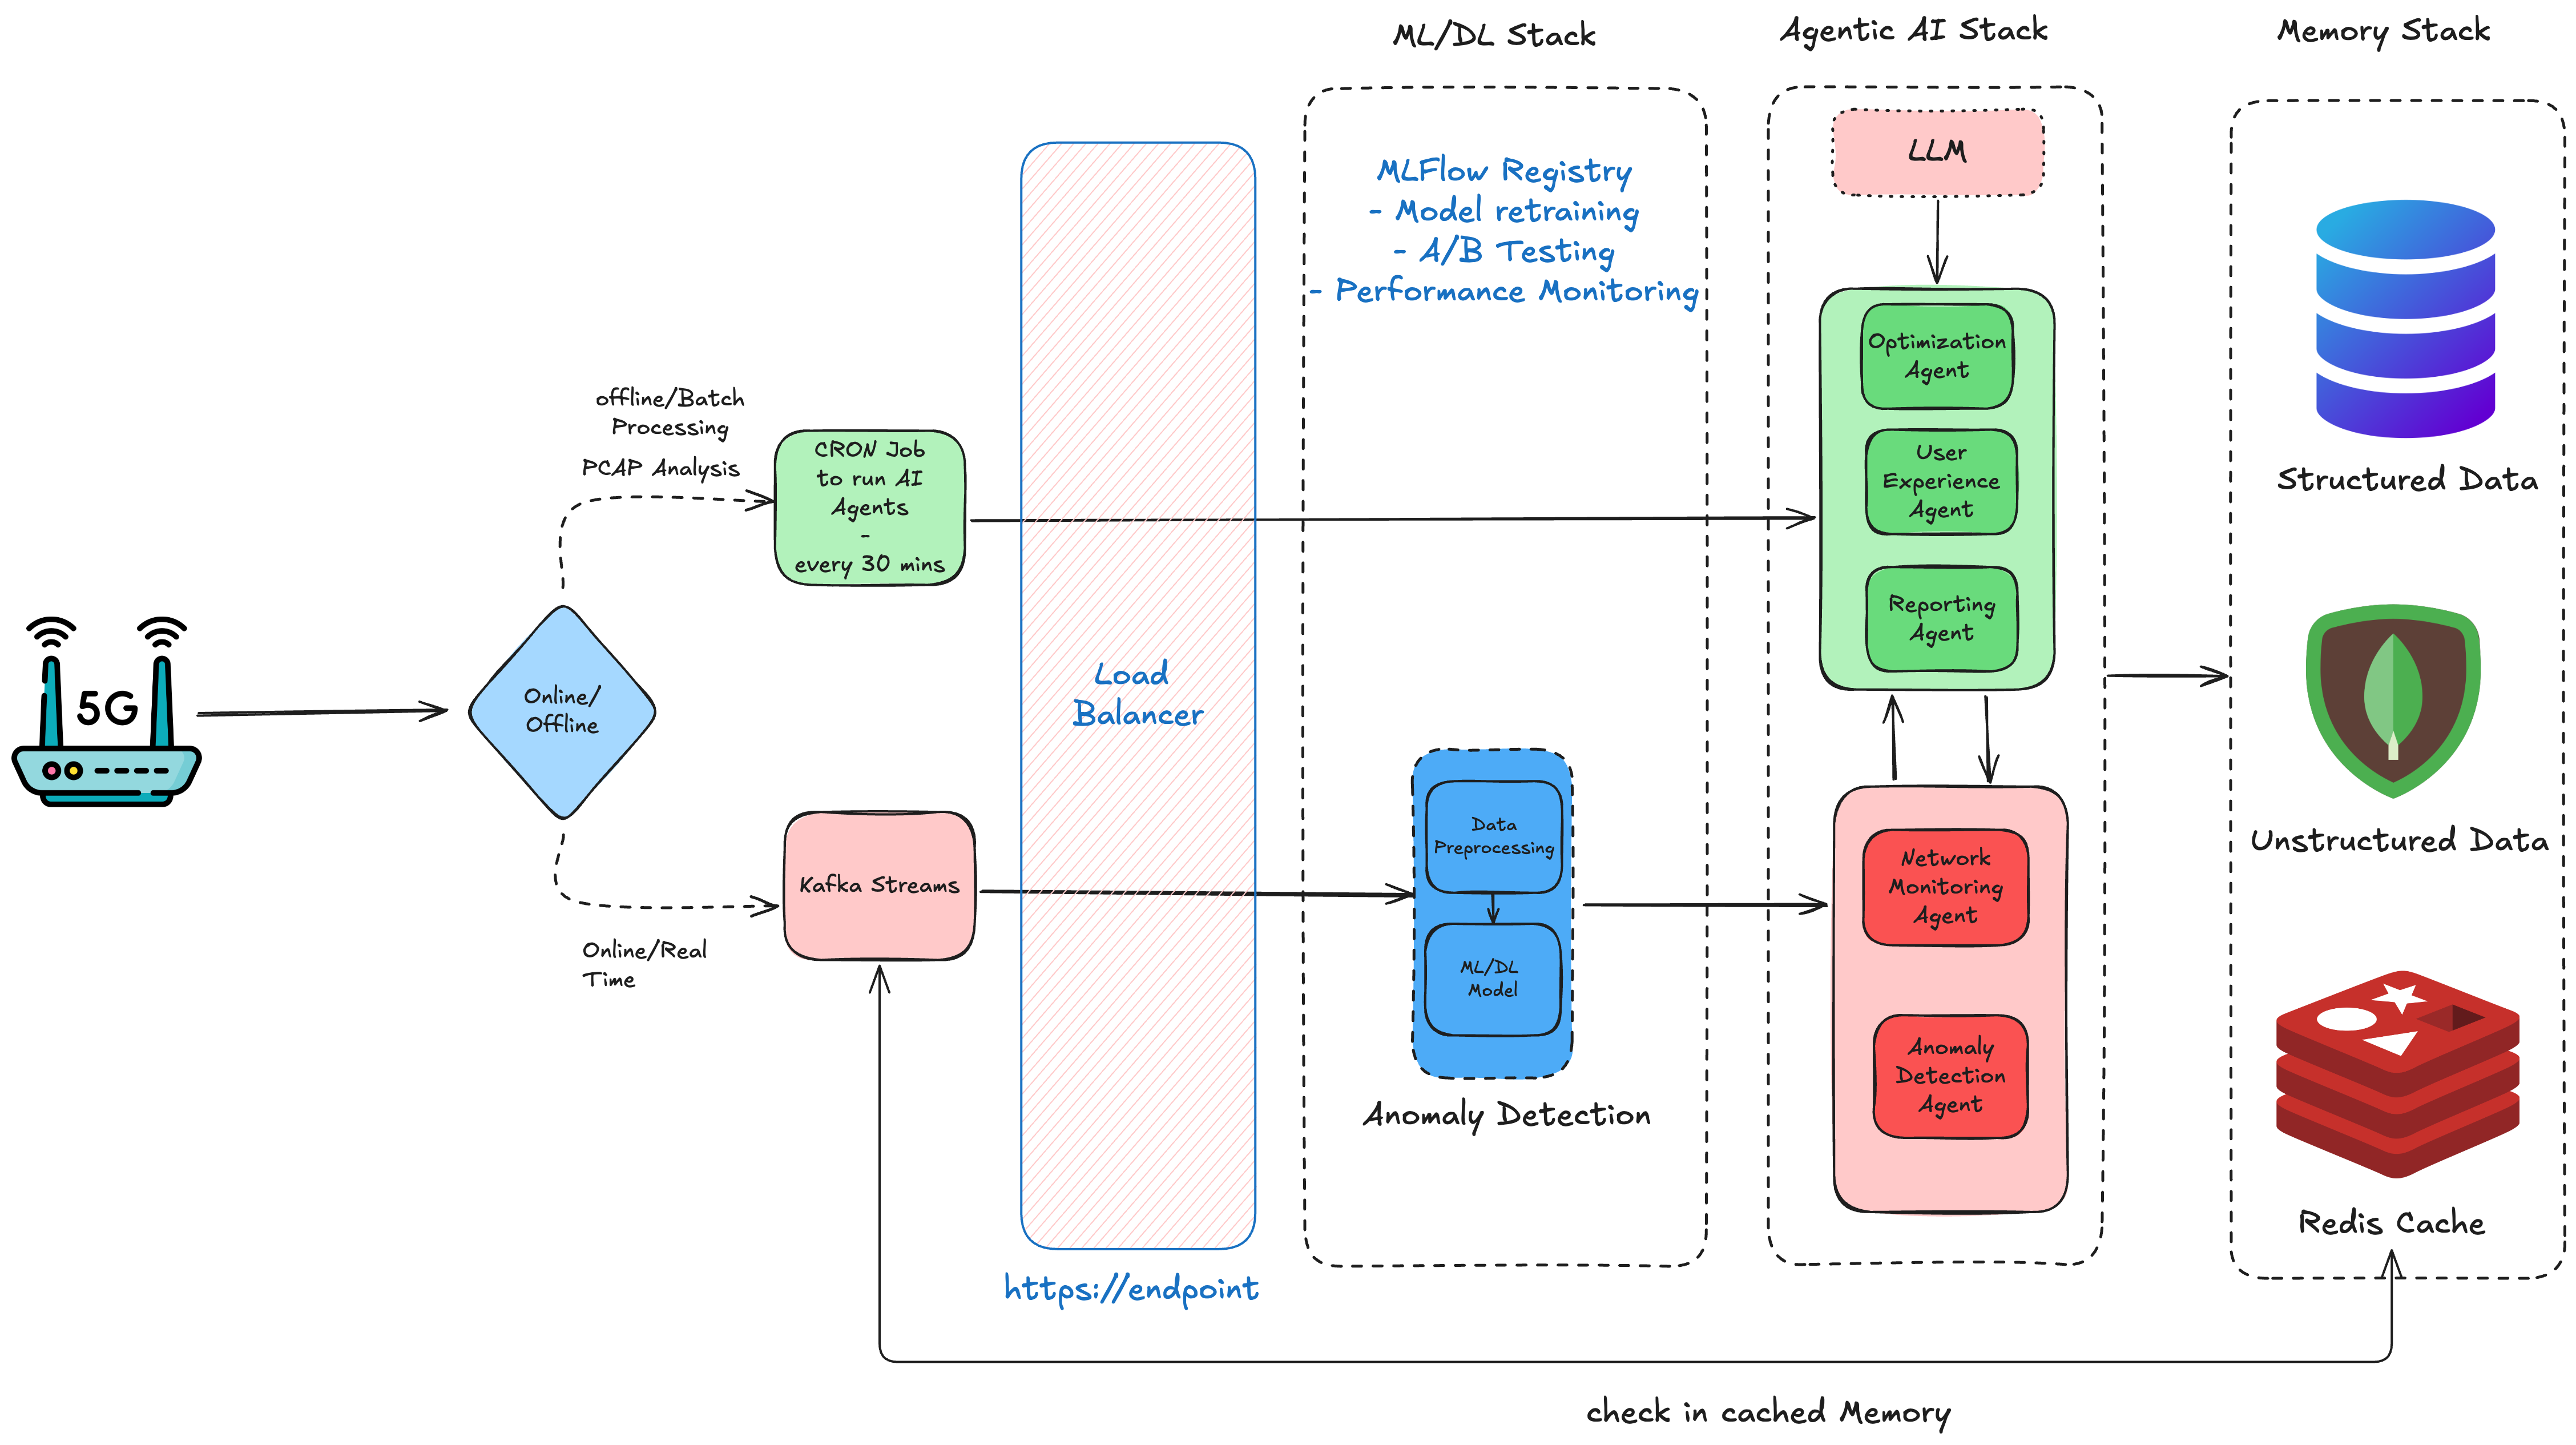 ML/DL Stack
Agentic AI Stack
Memory Stack
LLM
MLFlow Registry
- Model retraining
- A/B Testing
- Performance Monitoring
Optimization
Agent
User
Experience
Agent
Reporting
Agent
offline/Batch
Processing
PCAP Analysis
CRON Job
to run AI
Agents
-
every 30 mins
Structured Data
5G
Online/
Offline
Load
Balancer
Unstructured Data
Kafka Streams
Online/Real
Time
Data
Preprocessing
ML/DL
Model
Anomaly Detection
Network
Monitoring
Agent
Anomaly
Detection
Agent
Redis Cache
https://endpoint
check in cached Memory